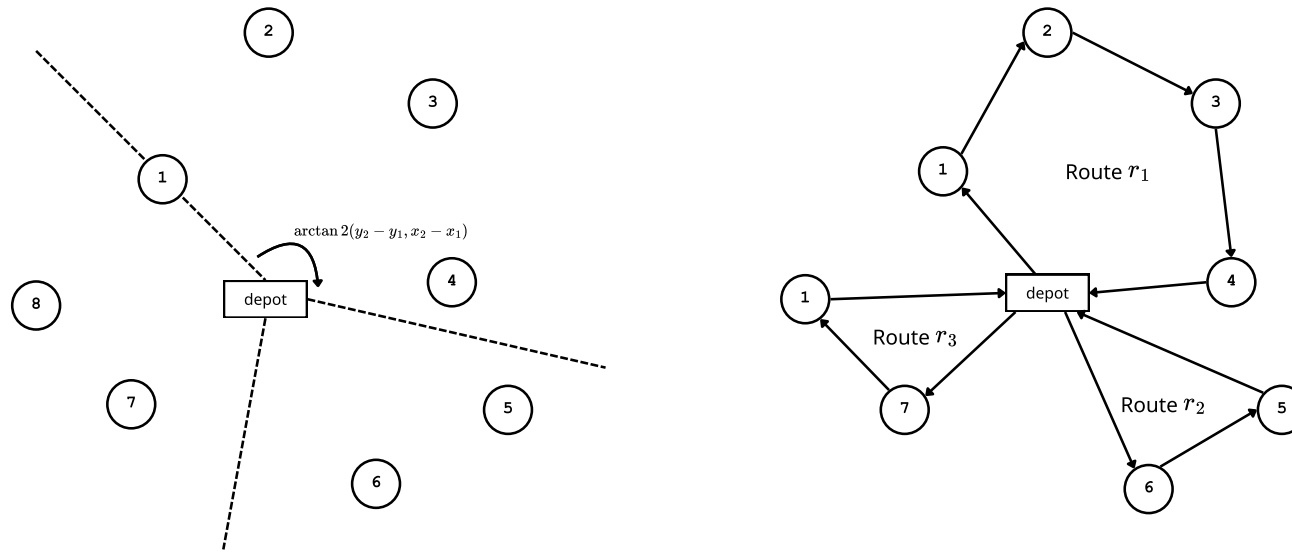 2
3
1
arctan 2(y₂ − y₁, x₂ − x₁)
4
depot
8
7
5
6
2
3
1
Route r₁
4
depot
1
Route r₃
7
Route r₂
5
6